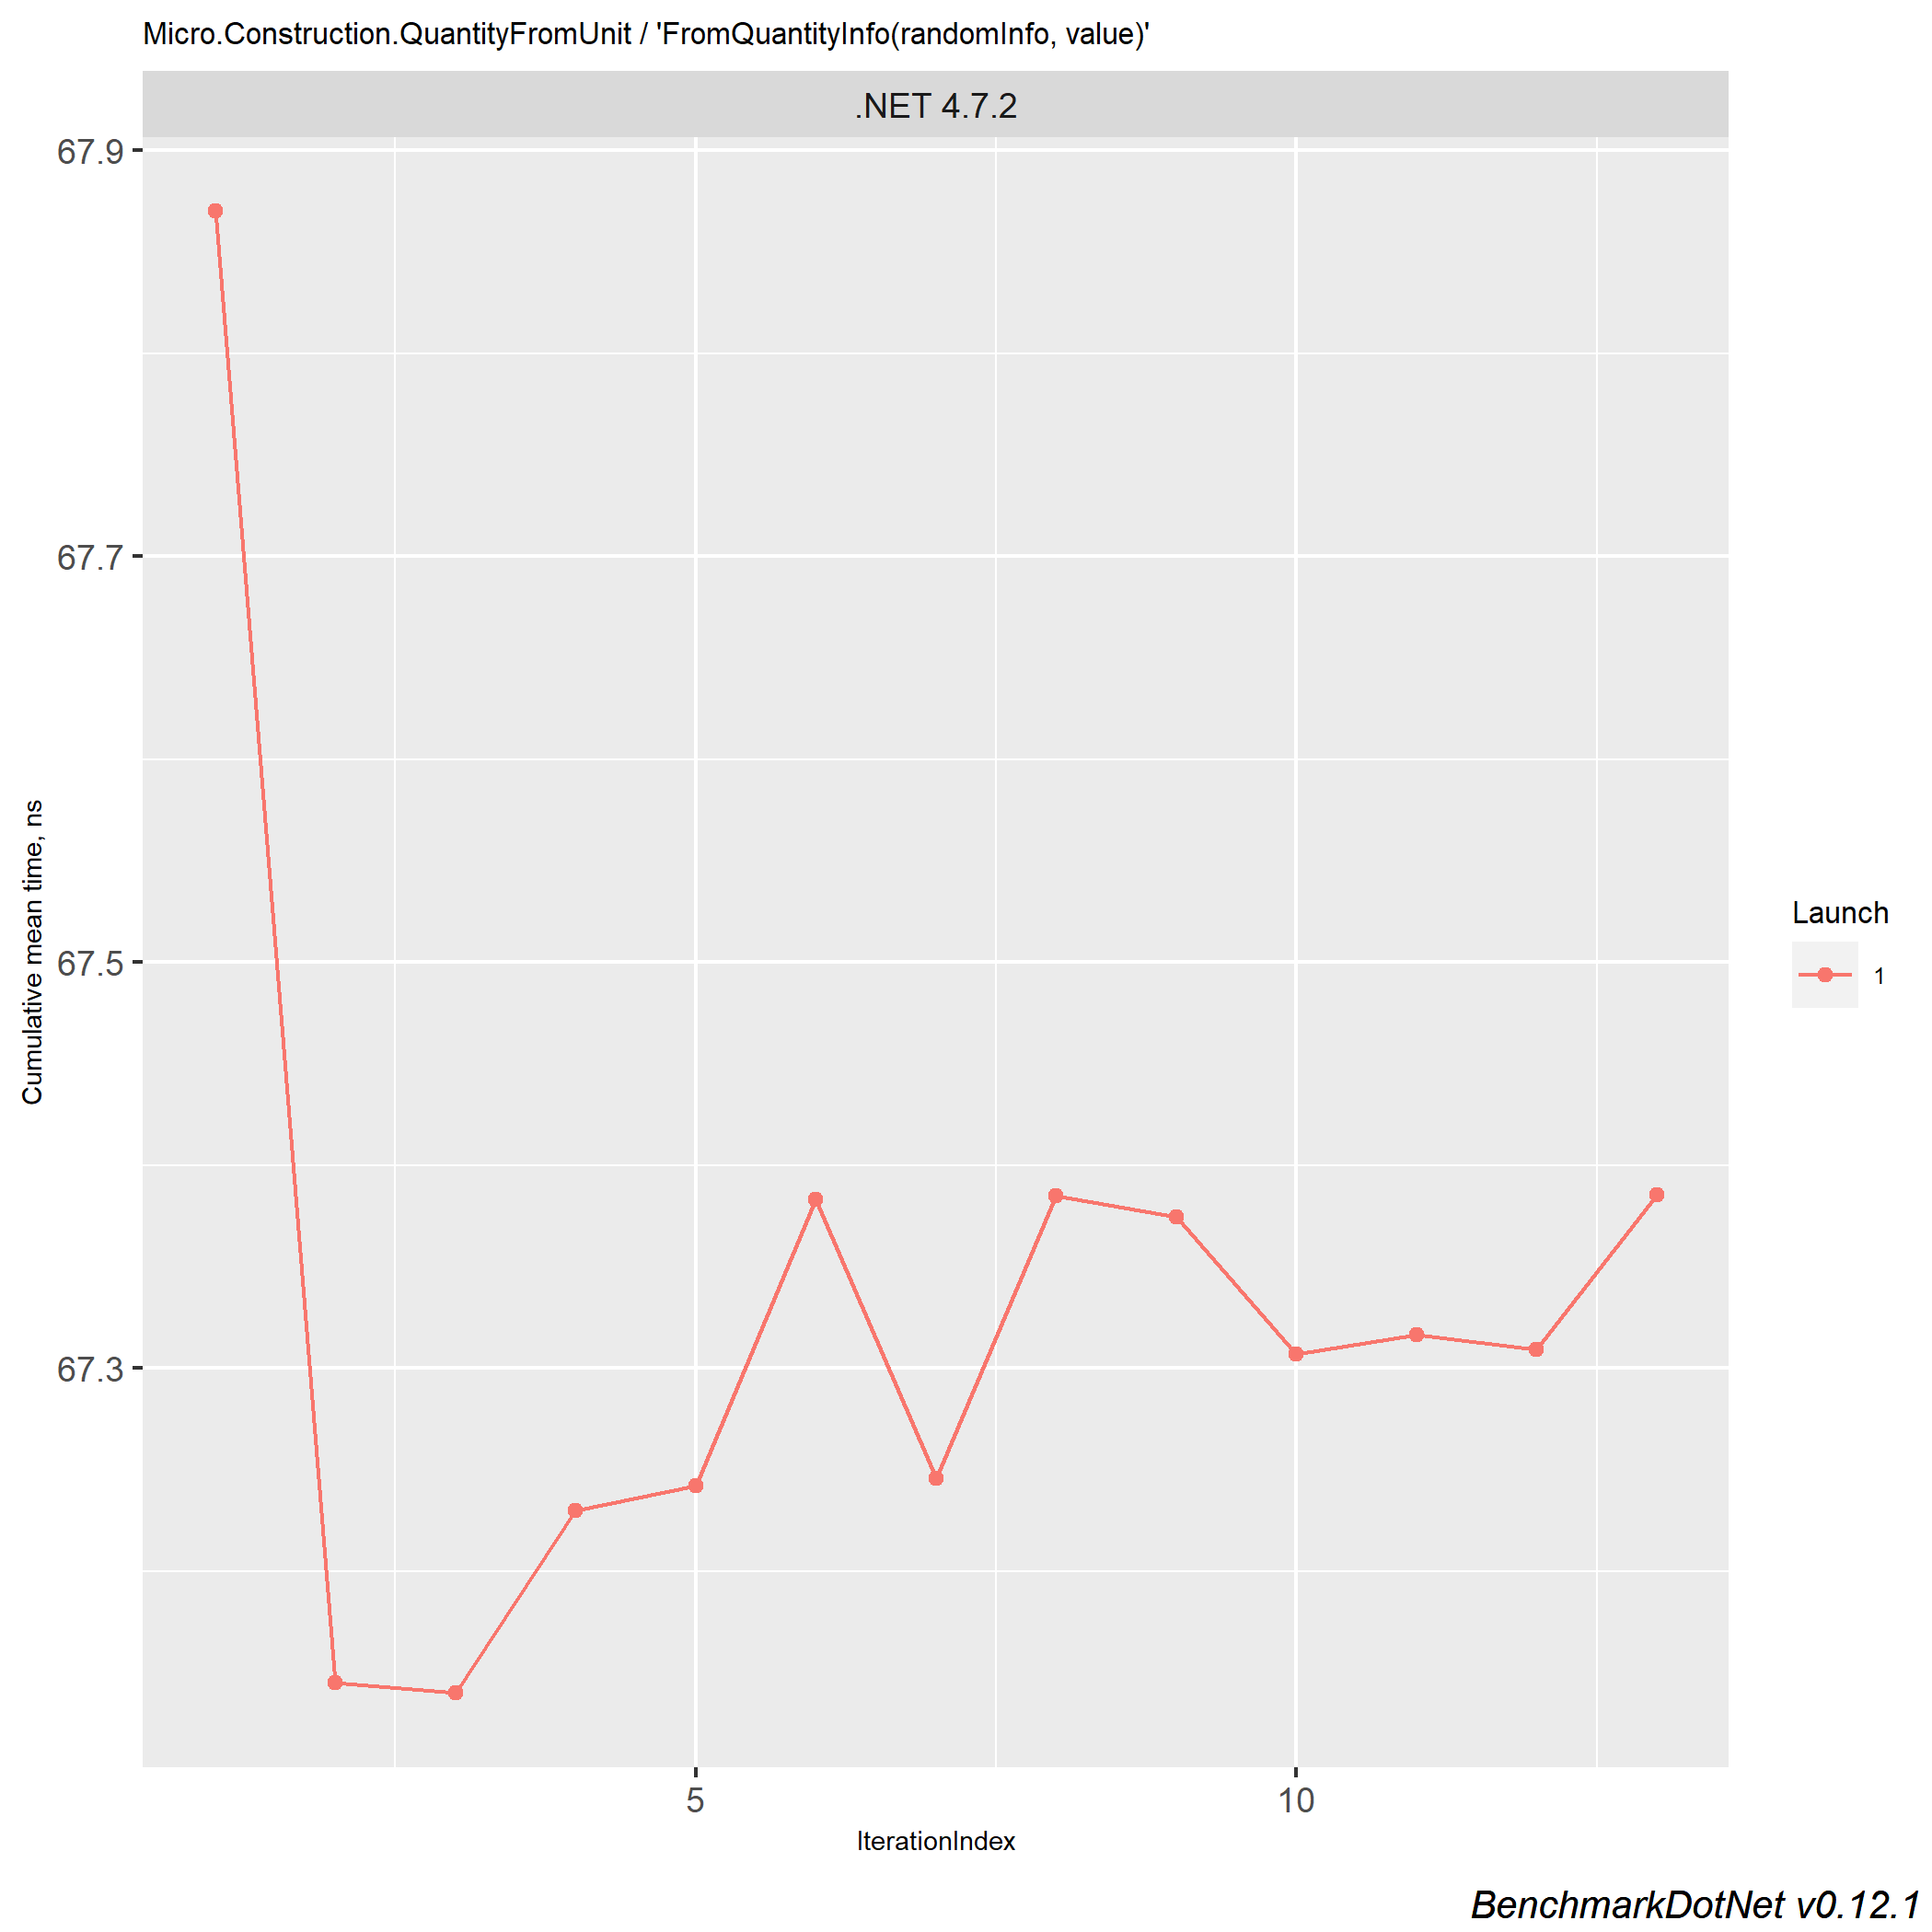 Micro.Construction.QuantityFromUnit / 'FromQuantityInfo(randomInfo, value)'
.NET 4.7.2
67.9
67.7
67.5
67.3
Cumulative mean time, ns
5
10
IterationIndex
Launch
1
BenchmarkDotNet v0.12.1